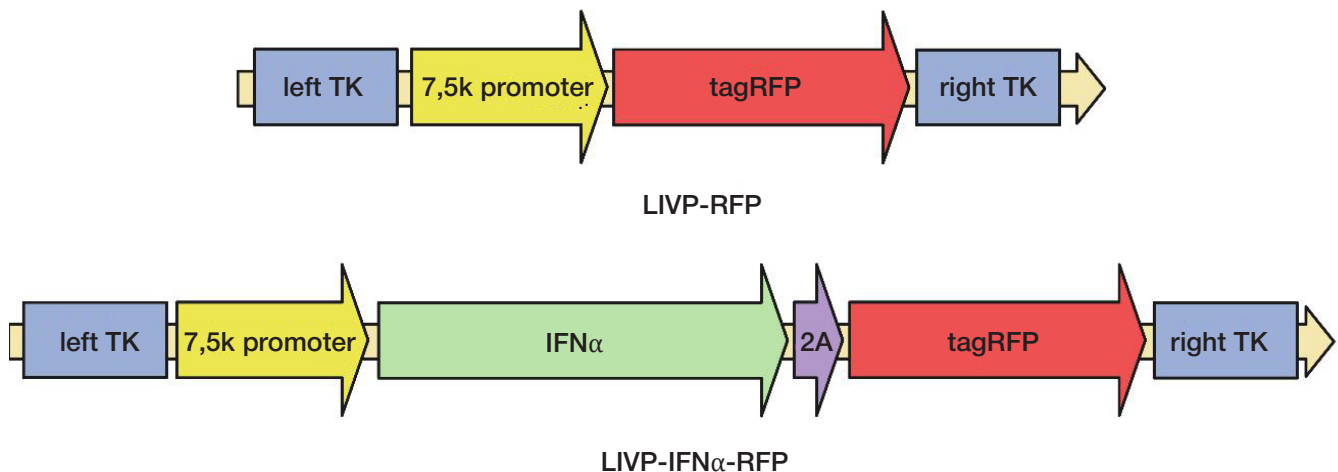 left TK 7,5k promoter tagRFP right TK
LIVP-RFP
left TK 7,5k promoter IFNα 2A tagRFP right TK
LIVP-IFNα-RFP